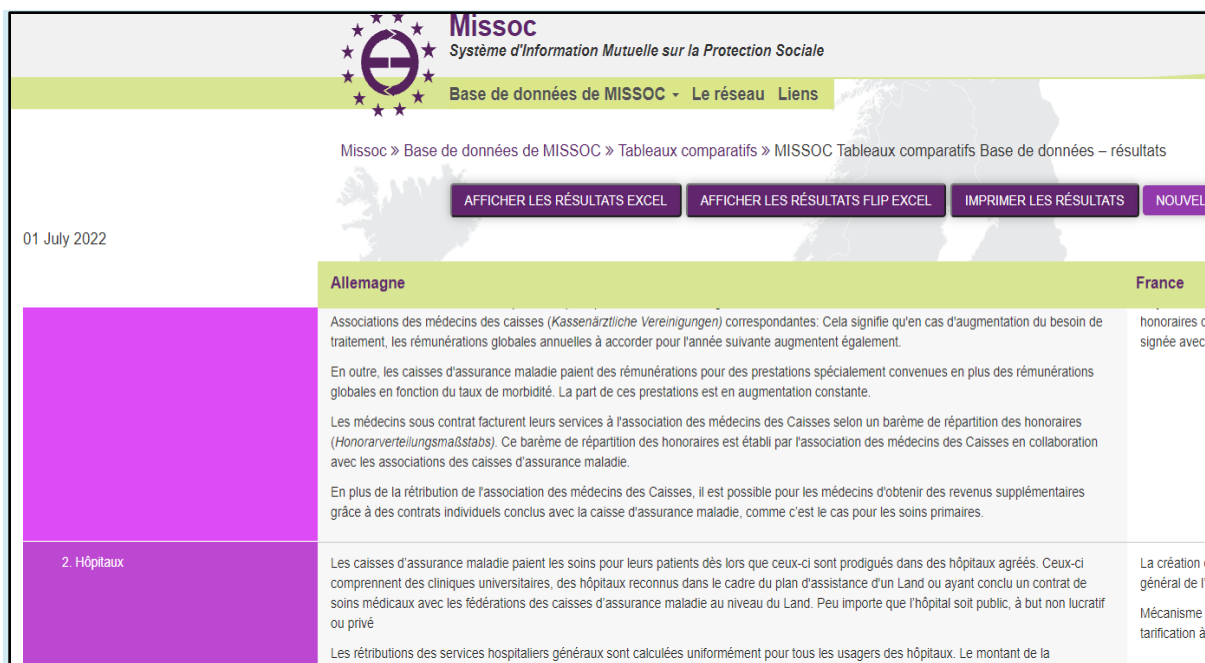 Missoc
Système d'Information Mutuelle sur la Protection Sociale
Base de données de MISSOC Le réseau Liens
Missoc » Base de données de MISSOC » Tableaux comparatifs » MISSOC Tableaux comparatifs Base de données – résultats
AFFICHER LES RÉSULTATS EXCEL AFFICHER LES RÉSULTATS FLIP EXCEL IMPRIMER LES RÉSULTATS NOUVEL
01 July 2022
Allemagne France
Associations des médecins des caisses (Kassenärztliche Vereinigungen) correspondantes: Cela signifie qu'en cas d'augmentation du besoin de
traitement, les rémunérations globales annuelles à accorder pour l'année suivante augmentent également.
En outre, les caisses d'assurance maladie paient des rémunérations pour des prestations spécialement convenues en plus des rémunérations
globales en fonction du taux de morbidité. La part de ces prestations est en augmentation constante.
Les médecins sous contrat facturent leurs services à l'association des médecins des Caisses selon un barème de répartition des honoraires
(Honorarverteilungsmaßstabs). Ce barème de répartition des honoraires est établi par l'association des médecins des Caisses en collaboration
avec les associations des caisses d'assurance maladie.
En plus de la rétribution de l'association des médecins des Caisses, il est possible pour les médecins d'obtenir des revenus supplémentaires
grâce à des contrats individuels conclus avec la caisse d'assurance maladie, comme c'est le cas pour les soins primaires.
honoraires
signée avec
2. Hôpitaux
Les caisses d'assurance maladie paient les soins pour leurs patients dès lors que ceux-ci sont prodigués dans des hôpitaux agréés. Ceux-ci
comprennent des cliniques universitaires, des hôpitaux reconnus dans le cadre du plan d'assistance d'un Land ou ayant conclu un contrat de
soins médicaux avec les fédérations des caisses d'assurance maladie au niveau du Land. Peu importe que l'hôpital soit public, à but non lucratif
ou privé
Les rétributions des services hospitaliers généraux sont calculées uniformément pour tous les usagers des hôpitaux. Le montant de la
La création
général de l'
Mécanisme
tarification à